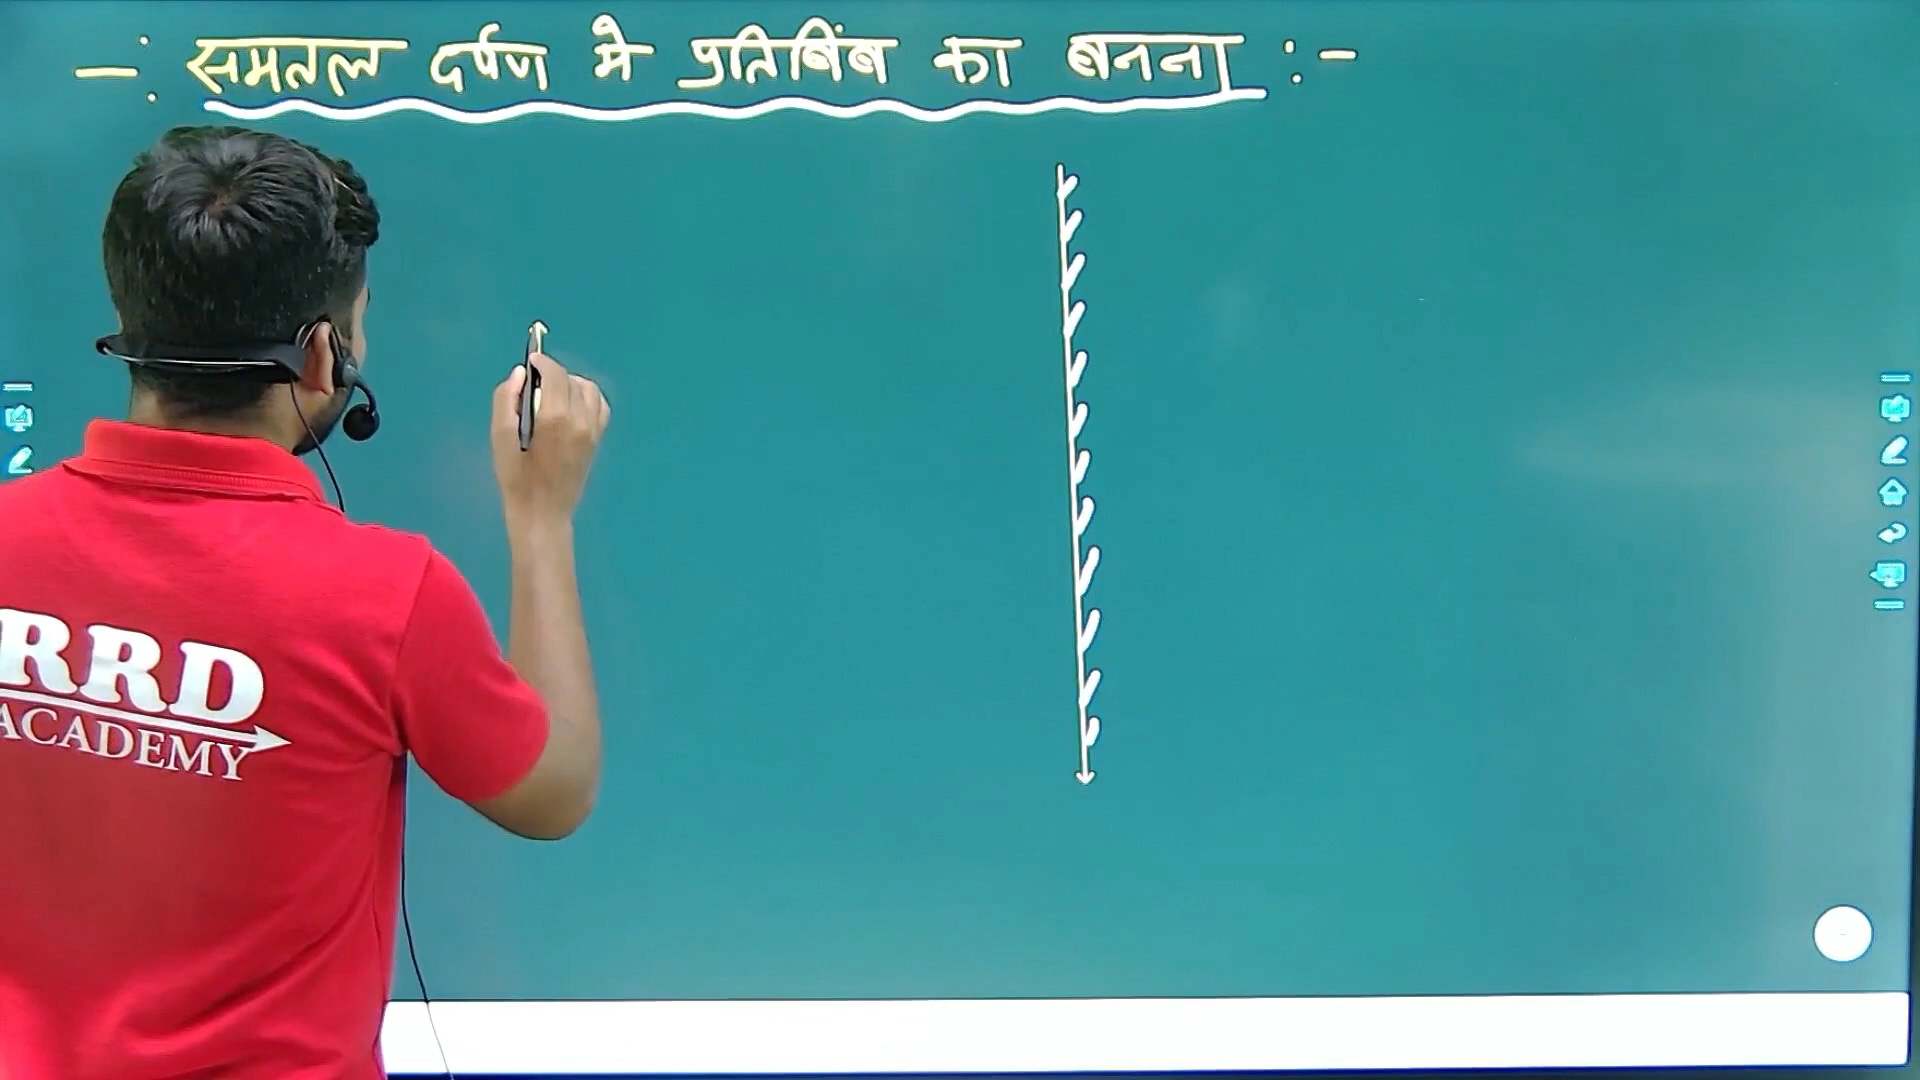 -: समतल दर्पण मे प्रतिबिंब का बनना :-
RRD
ACADEMY